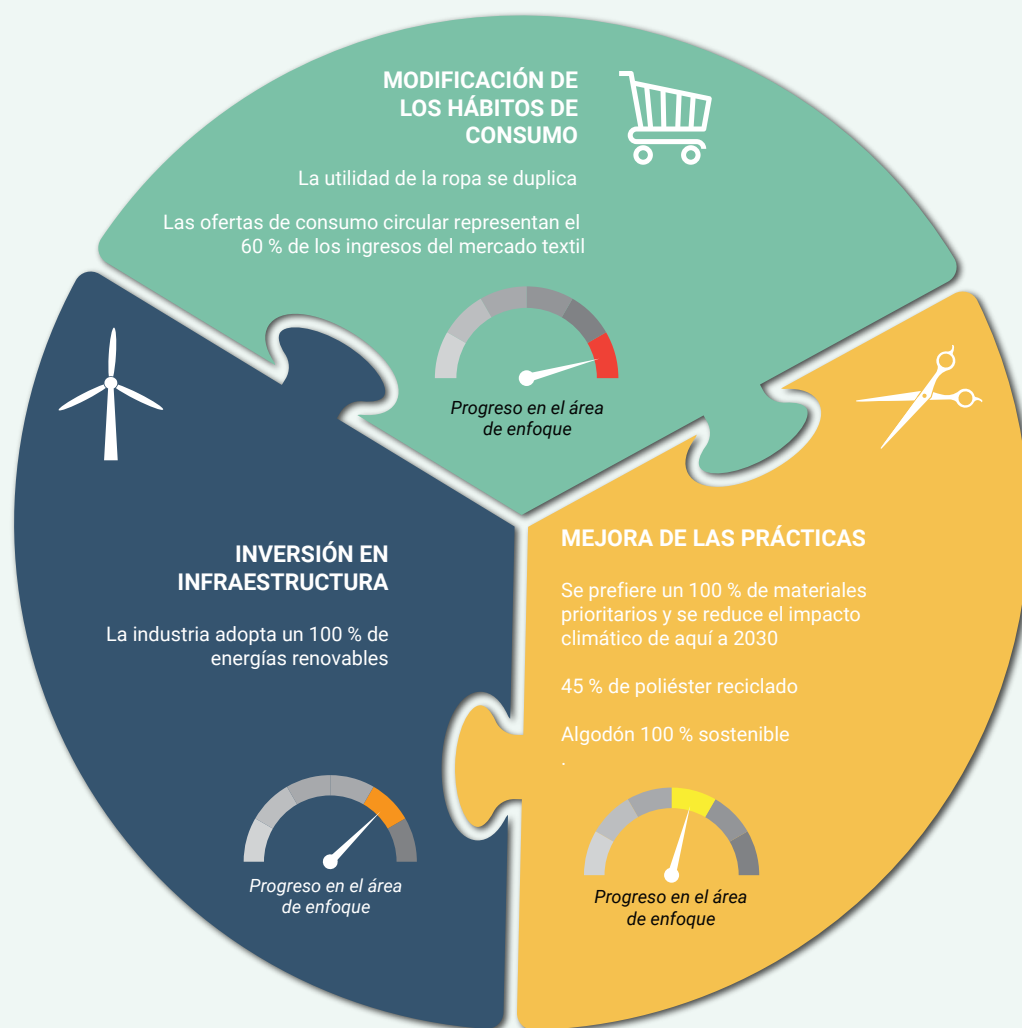 MODIFICACIÓN DE
LOS HÁBITOS DE
CONSUMO
La utilidad de la ropa se duplica
Las ofertas de consumo circular representan el
60 % de los ingresos del mercado textil
Progreso en el área
de enfoque
INVERSIÓN EN
INFRAESTRUCTURA
La industria adopta un 100 % de
energías renovables
Progreso en el área
de enfoque
MEJORA DE LAS PRÁCTICAS
Se prefiere un 100 % de materiales
prioritarios y se reduce el impacto
climático de aquí a 2030
45 % de poliéster reciclado
Algodón 100 % sostenible
.
Progreso en el área
de enfoque